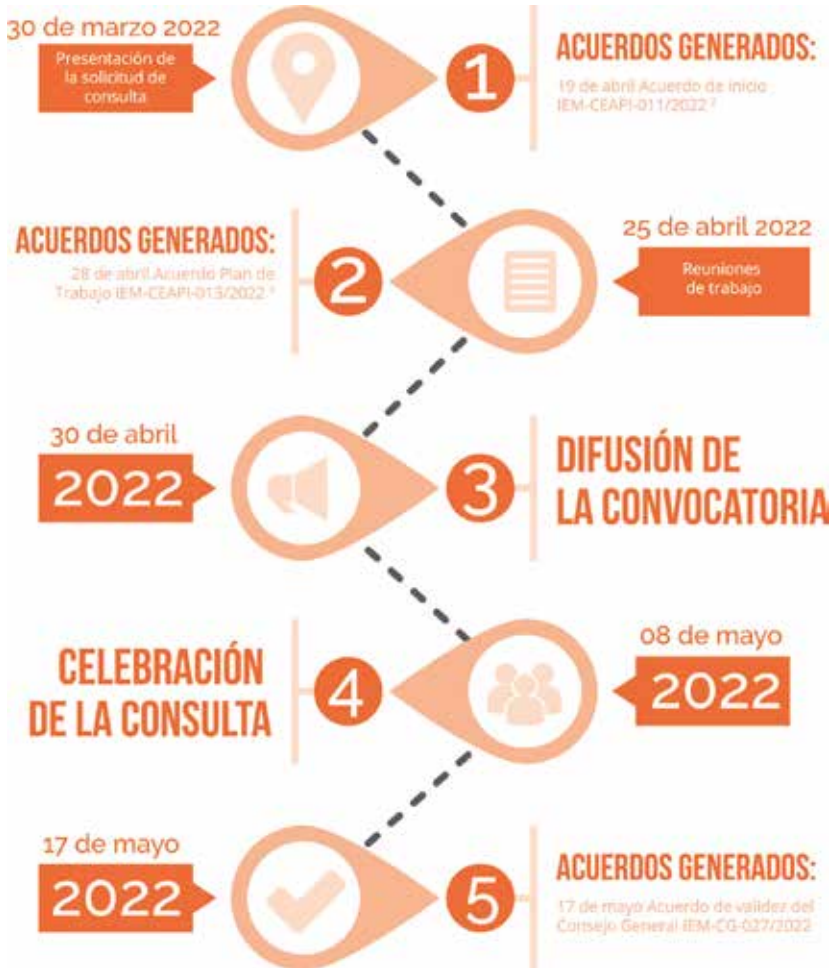 30 de marzo 2022
Presentación de
la solicitud de
consulta
1
ACUERDOS GENERADOS:
19 de abril Acuerdo de inicio
IEM-CEAPI-011/2022 ²
ACUERDOS GENERADOS:
28 de abril Acuerdo Plan de
Trabajo IEM-CEAPI-013/2022
2
25 de abril 2022
Reuniones
de trabajo
30 de abril
2022
3
DIFUSIÓN DE
LA CONVOCATORIA
CELEBRACIÓN
DE LA CONSULTA
4
08 de mayo
2022
17 de mayo
2022
5
ACUERDOS GENERADOS:
17 de mayo Acuerdo de validez del
Consejo General IEM-CG-027/2022